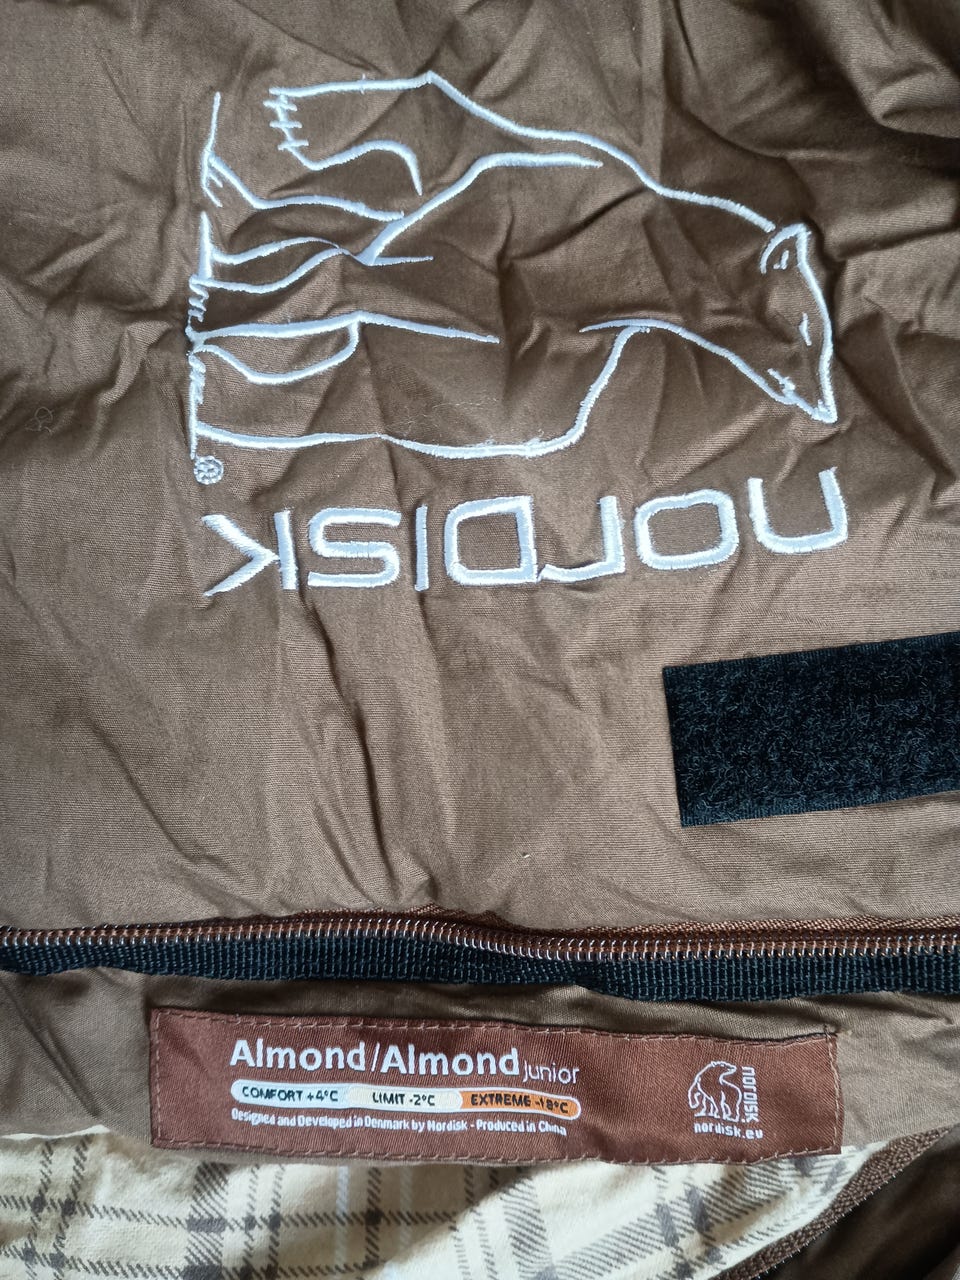 norDISK
®
Almond/Almond junior
COMFORT +4°C LIMIT -2°C EXTREME -18°C
Designed and Developed in Denmark by Nordisk - Produced in China
norDISK
nordisk.eu